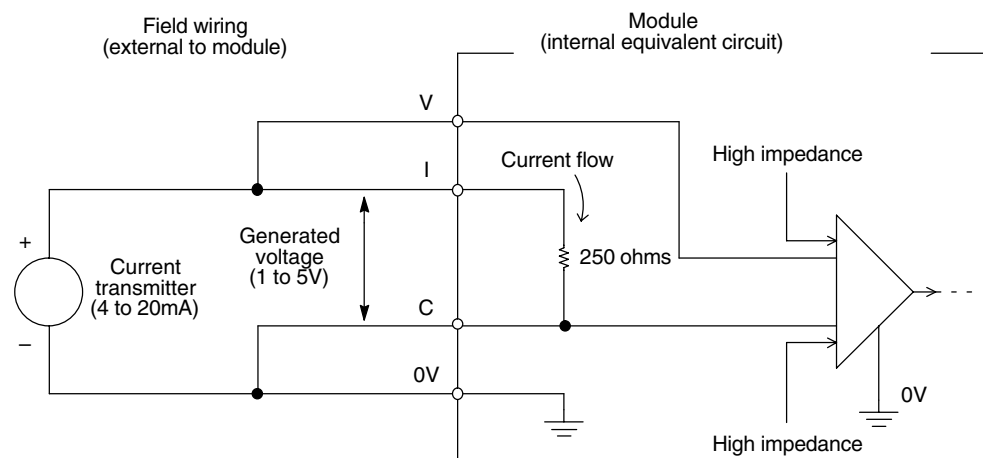 Field wiring
(external to module)
Module
(internal equivalent circuit)
V
I
Current flow
High impedance
+
Current
transmitter
(4 to 20mA)
–
Generated
voltage
(1 to 5V)
250 ohms
C
0V
0V
High impedance